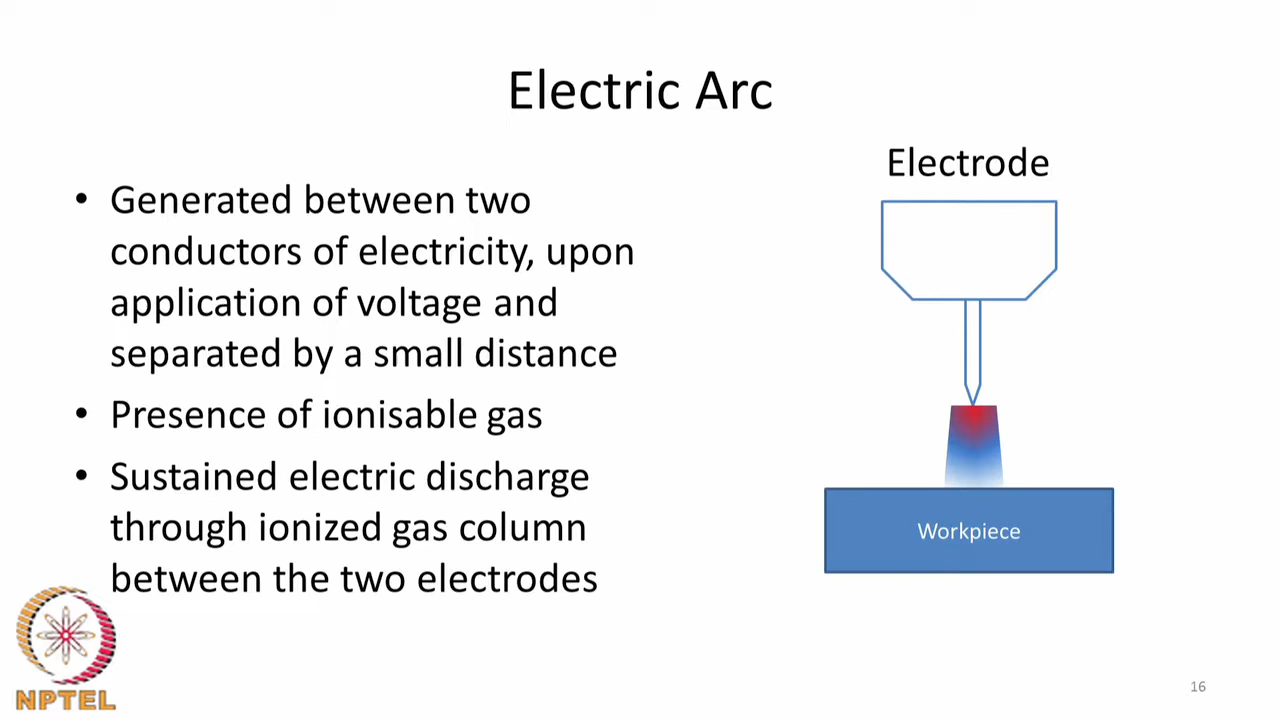 Electric Arc
• Generated between two
conductors of electricity, upon
application of voltage and
separated by a small distance
• Presence of ionisable gas
• Sustained electric discharge
through ionized gas column
between the two electrodes
Electrode
Workpiece
NPTEL
16